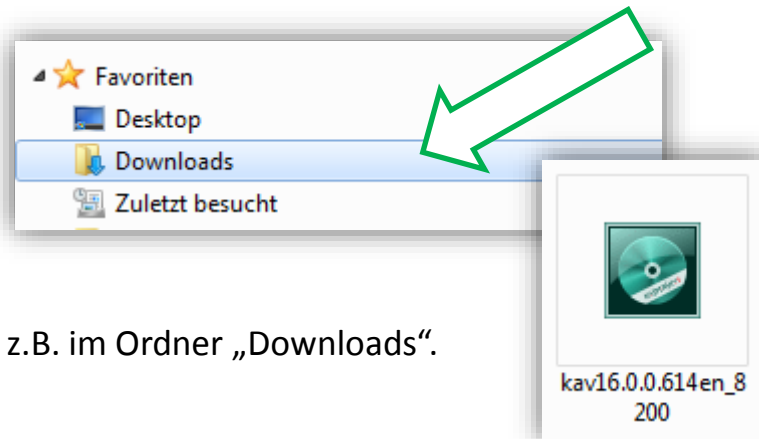 Favoriten
Desktop
Downloads
Zuletzt besucht
z.B. im Ordner „Downloads“.
kav16.0.0.614en_8
200